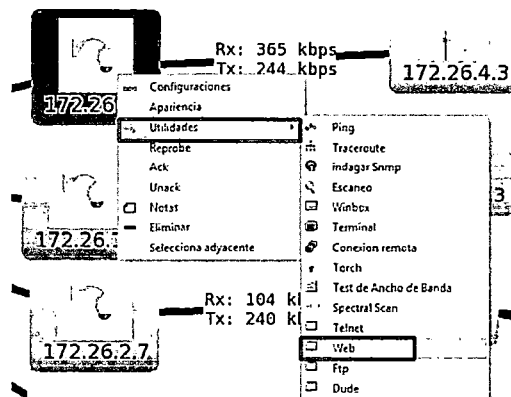 Rx: 365 kbps
Tx: 244 kbps
172.26.4.3
172.26
Configuraciones
Apariencia
Utilidades
Reprobe
Ack
Unack
Notas
Eliminar
Selecciona adyacente
Ping
Traceroute
indagar Snmp
Escaneo
Winbox
Terminal
Conexion remota
Torch
Test de Ancho de Banda
Spectral Scan
Telnet
Web
Ftp
Dude
3
172.26.
Rx: 104 k
Tx: 240 k
172.26.2.7